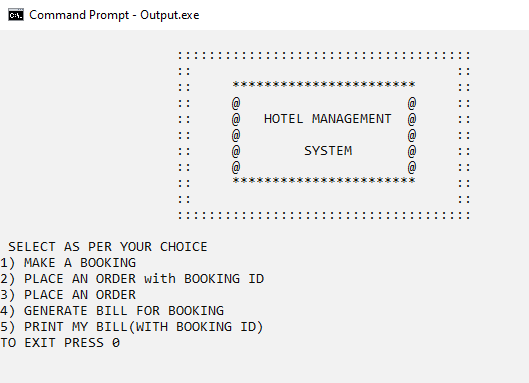 Command Prompt - Output.exe
:::::::::::::::::::::::::::::::::::::
:: ::
:: *********************** ::
:: @ @ ::
:: @ HOTEL MANAGEMENT @ ::
:: @ @ ::
:: @ SYSTEM @ ::
:: @ @ ::
:: *********************** ::
:: ::
:::::::::::::::::::::::::::::::::::::
SELECT AS PER YOUR CHOICE
1) MAKE A BOOKING
2) PLACE AN ORDER with BOOKING ID
3) PLACE AN ORDER
4) GENERATE BILL FOR BOOKING
5) PRINT MY BILL(WITH BOOKING ID)
TO EXIT PRESS 0